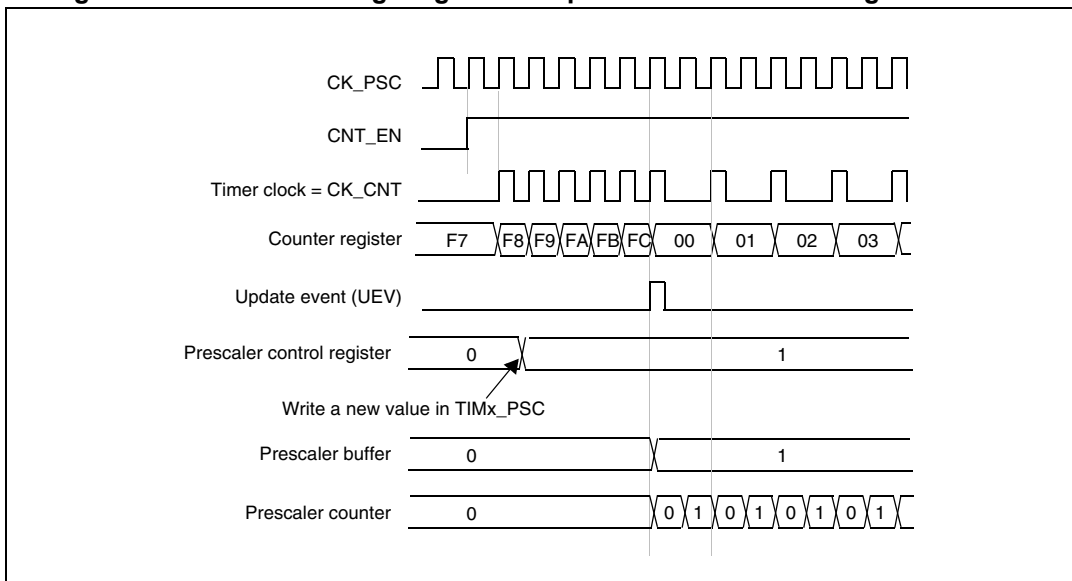 CK_PSC
CNT_EN
Timer clock = CK_CNT
Counter register F7 F8 F9 FA FB FC 00 01 02 03
Update event (UEV)
Prescaler control register 0 1
Write a new value in TIMx_PSC
Prescaler buffer 0 1
Prescaler counter 0 0 1 0 1 0 1 0 1